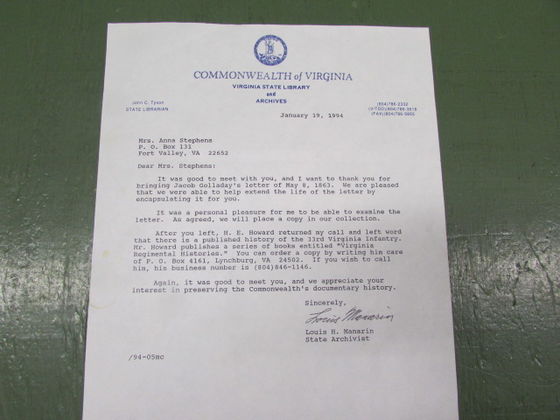 COMMONWEALTH of VIRGINIA
VIRGINIA STATE LIBRARY
and
ARCHIVES
John C. Tyson
STATE LIBRARIAN
(804)786-2332
January 19, 1994
Mrs. Anna Stephens
P. O. Box 131
Fort Valley, VA 22652
Dear Mrs. Stephens:
It was good to meet with you, and I want to thank you for
bringing Jacob Golladay's letter of May 8, 1863. We are pleased
that we were able to help extend the life of the letter by
encapsulating it for you.
It was a personal pleasure for me to be able to examine the
letter. As agreed, we will place a copy in our collection.
After you left, H. E. Howard returned my call and left word
that there is a published history of the 33rd Virginia Infantry.
Mr. Howard publishes a series of books entitled "Virginia
Regimental Histories." You can order a copy by writing him care
of P. O. Box 4161, Lynchburg, VA 24502. If you wish to call
him, his business number is (804)846-1146.
Again, it was good to meet you, and we appreciate your
interest in preserving the Commonwealth's documentary history.
Sincerely,
Louis Manarin
Louis H. Manarin
State Archivist
/94-05mc